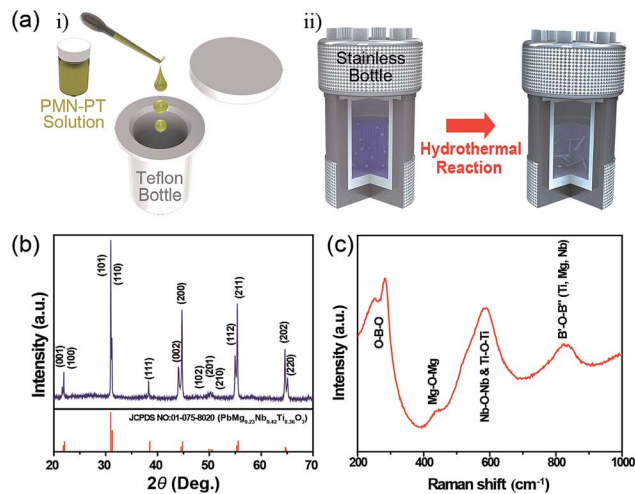 (a)
i)
ii)
PMN-PT
Solution
Teflon
Bottle
Stainless
Bottle
Hydrothermal
Reaction
(b)
Intensity (a.u.)
(001)
(100)
(101)
(110)
(111)
(002)
(200)
(102)
(201)
(210)
(112)
(211)
(202)
(220)
JCPDS NO:01-075-8020 (PbMg0.23Nb0.42Ti0.36O3)
20 30 40 50 60 70
2θ (Deg.)
(c)
Intensity (a.u.)
O-B-O
Mg-O-Mg
Nb-O-Nb & Ti-O-Ti
B'-O-B'' (Ti, Mg, Nb)
200 400 600 800 1000
Raman shift (cm-1)